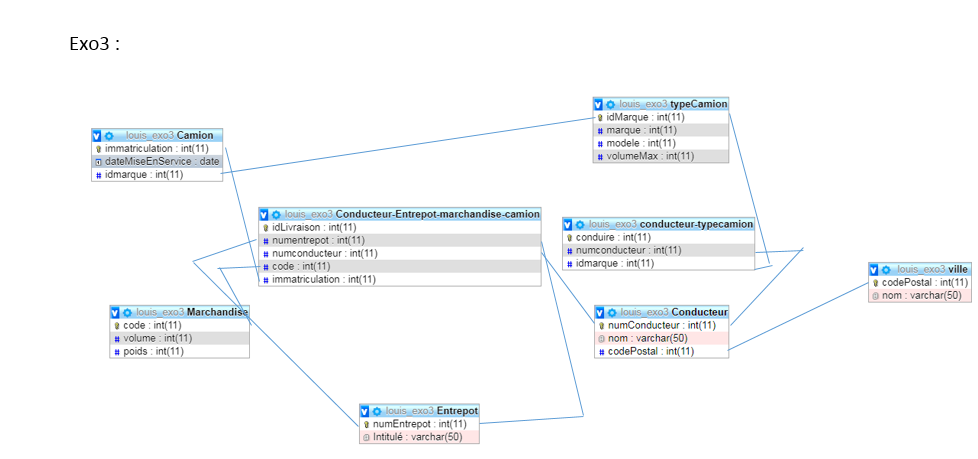 Exo3 :
louis_exo3 typeCamion
idMarque : int(11)
marque : int(11)
modele : int(11)
volumeMax : int(11)
louis_exo3 Camion
immatriculation : int(11)
dateMiseEnService : date
idmarque : int(11)
louis_exo3 Conducteur-Entrepot-marchandise-camion
idLivraison : int(11)
numentrepot : int(11)
numconducteur : int(11)
code : int(11)
immatriculation : int(11)
louis_exo3 conducteur-typecamion
conduire : int(11)
numconducteur : int(11)
idmarque : int(11)
louis_exo3 ville
codePostal : int(11)
nom : varchar(50)
louis_exo3 Marchandise
code : int(11)
volume : int(11)
poids : int(11)
louis_exo3 Conducteur
numConducteur : int(11)
nom : varchar(50)
codePostal : int(11)
louis_exo3 Entrepot
numEntrepot : int(11)
Intitulé : varchar(50)